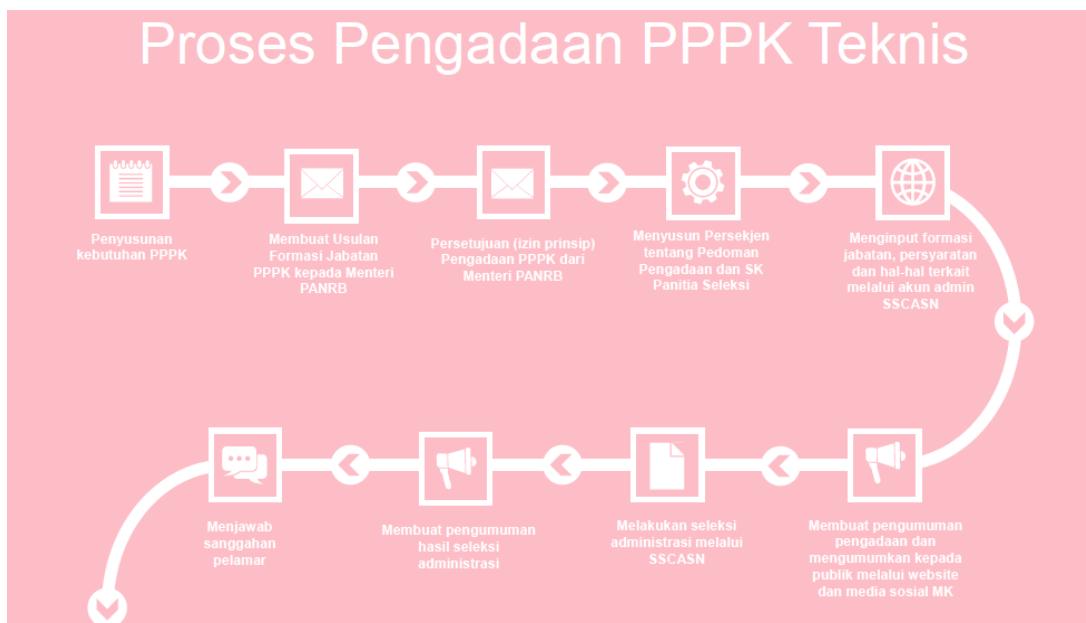 Proses Pengadaan PPPK Teknis
Penyusunan
kebutuhan PPPK
Membuat Usulan
Formasi Jabatan
PPPK kepada Menteri
PANRB
Persetujuan (izin prinsip)
Pengadaan PPPK dari
Menteri PANRB
Menyusun Persekjen
tentang Pedoman
Pengadaan dan SK
Panitia Seleksi
Menginput formasi
jabatan, persyaratan
dan hal-hal terkait
melalui akun admin
SSCASN
Membuat pengumuman
pengadaan dan
mengumumkan kepada
publik melalui website
dan media sosial MK
Melakukan seleksi
administrasi melalui
SSCASN
Membuat pengumuman
hasil seleksi
administrasi
Menjawab
sanggahan
pelamar